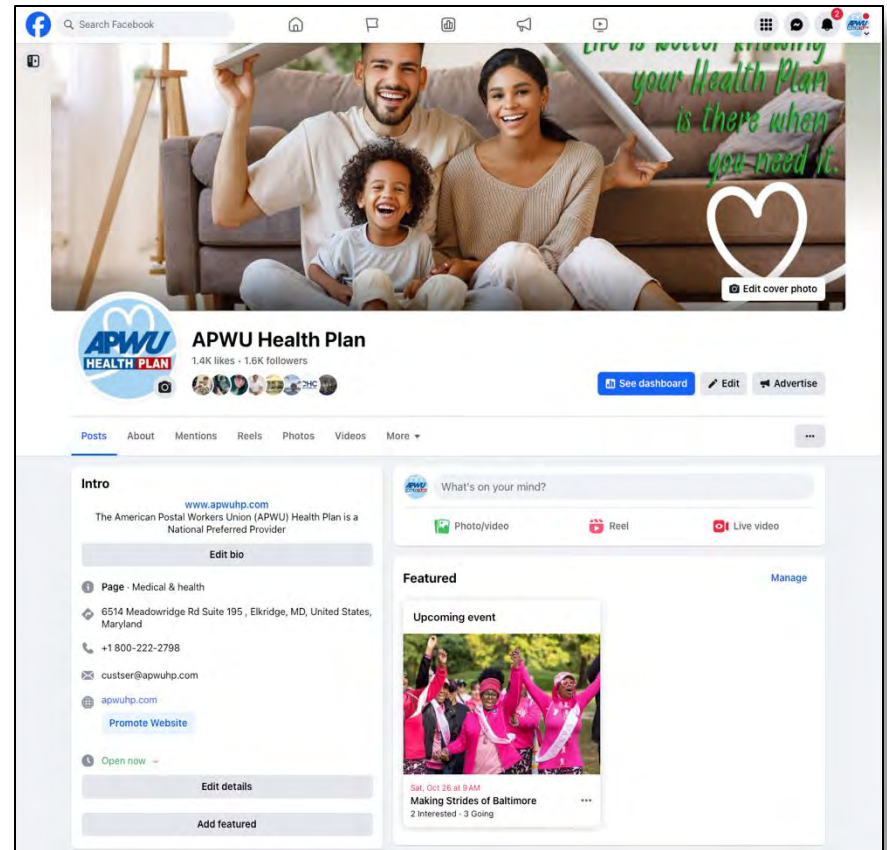 Search Facebook
2
Life is better knowing
your Health Plan
is there when
you need it.
Edit cover photo
APWU
HEALTH PLAN
APWU Health Plan
1.4K likes · 1.6K followers
See dashboard
Edit
Advertise
Posts About Mentions Reels Photos Videos More
Intro
www.apwuhp.com
The American Postal Workers Union (APWU) Health Plan is a
National Preferred Provider
Edit bio
Page · Medical & health
6514 Meadowridge Rd Suite 195 , Elkridge, MD, United States,
Maryland
+1 800-222-2798
custser@apwuhp.com
apwuhp.com
Promote Website
Open now
Edit details
Add featured
What's on your mind?
Photo/video Reel Live video
Featured
Manage
Upcoming event
Sat, Oct 26 at 9 AM
Making Strides of Baltimore
2 Interested · 3 Going